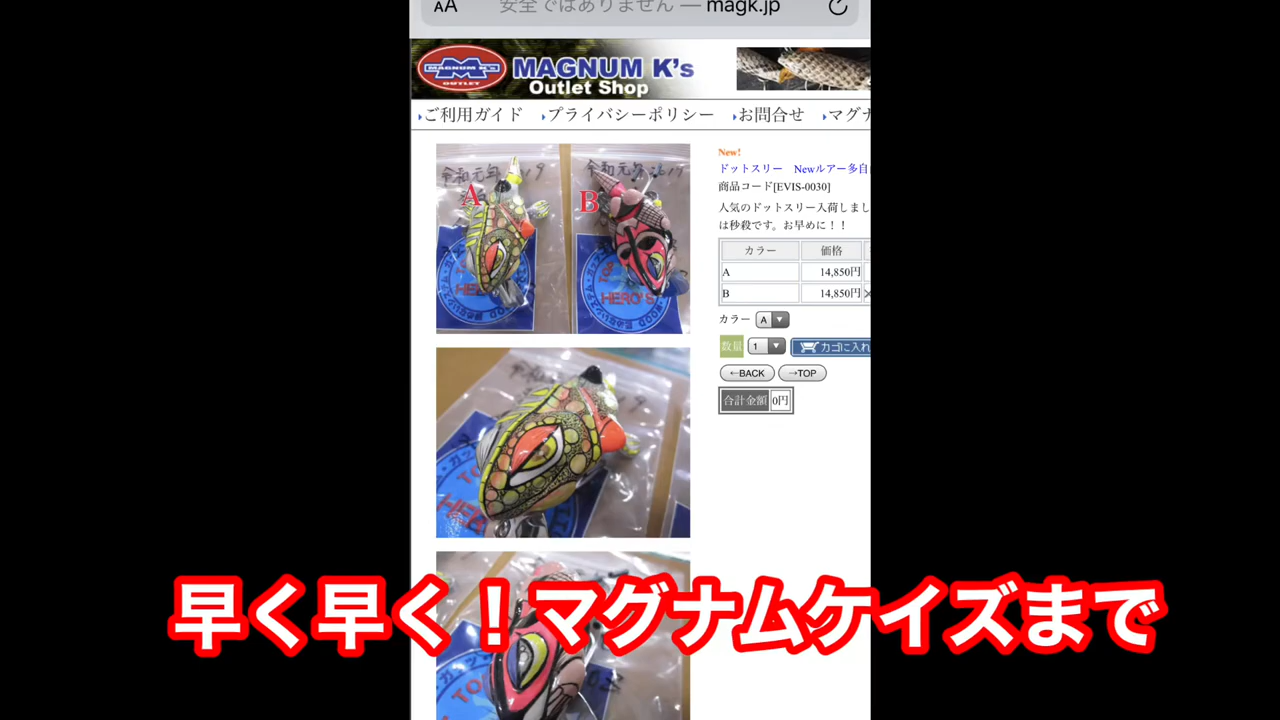 AA 安全ではありません — magk.jp
MAGNUM K's
OUTLET
MAGNUM K's
Outlet Shop
ご利用ガイド
プライバシーポリシー
お問合せ
マグナ
A
B
HERO'S
New!
ドットスリー Newルアー多自
商品コード[EVIS-0030]
人気のドットスリー入荷しまし
は秒殺です。お早めに！！
カラー 価格
A 14,850円
B 14,850円
カラー A
数量 1 カゴに入れ
←BACK →TOP
合計金額 0円
早く早く！マグナムケイズまで